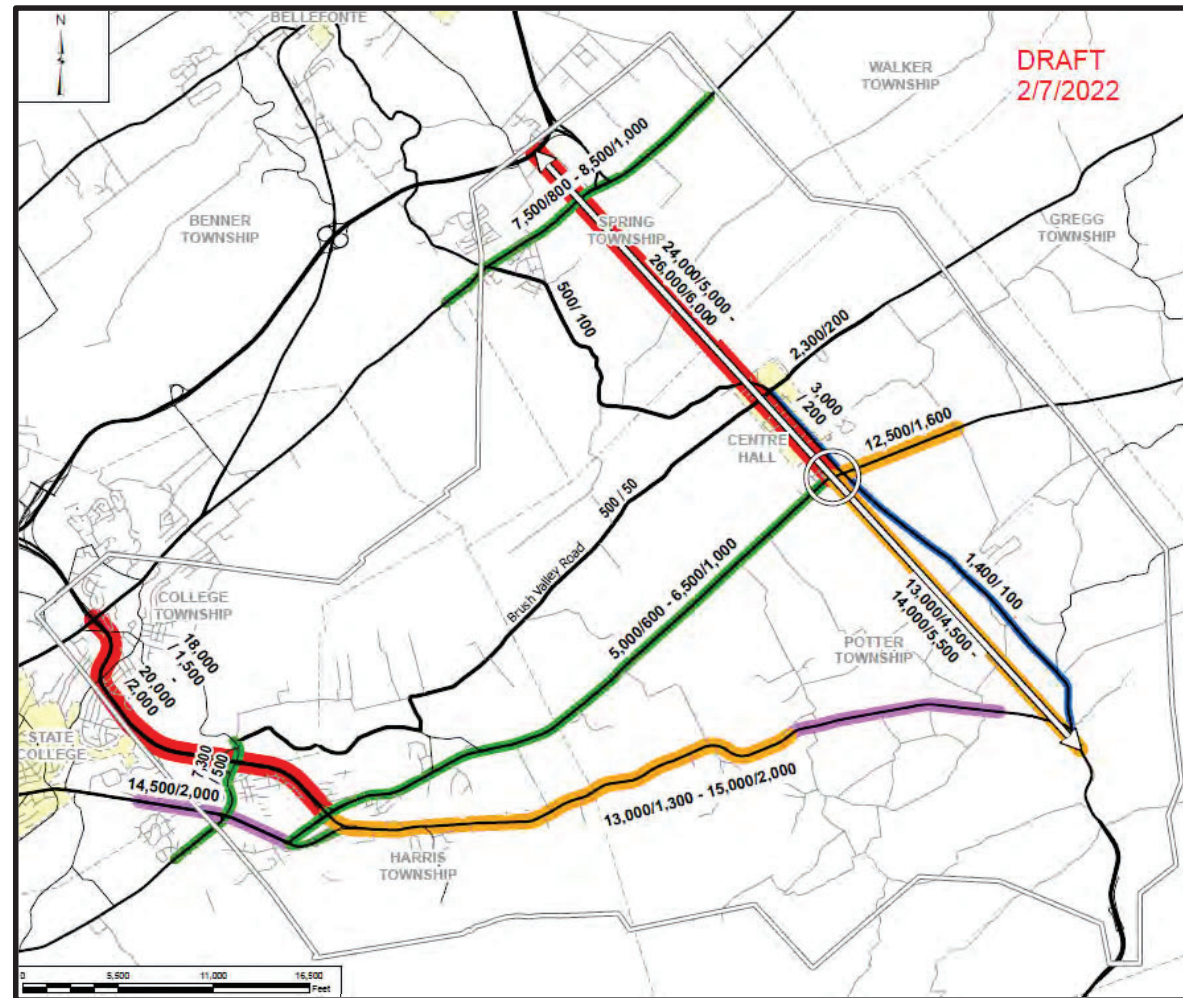 N
BELLEFONTE
DRAFT
2/7/2022
WALKER
TOWNSHIP
7,500/800 - 8,500/1,000
BENNER
TOWNSHIP
SPRING
TOWNSHIP
GREGG
TOWNSHIP
24,000/5,000 -
26,000/6,000
500/ 100
2,300/200
3,000
/ 200
CENTRE
HALL
12,500/1,600
500 / 50
Brush Valley Road
5,000/600 - 6,500/1,000
1,400/ 100
13,000/4,500 -
14,000/5,500
COLLEGE
TOWNSHIP
18,000
/ 1,500
-
20,000
/2,000
POTTER
TOWNSHIP
STATE
COLLEGE
7,300
/ 500
14,500/2,000
13,000/1,300 - 15,000/2,000
HARRIS
TOWNSHIP
0 5,500 11,000 16,500
Feet